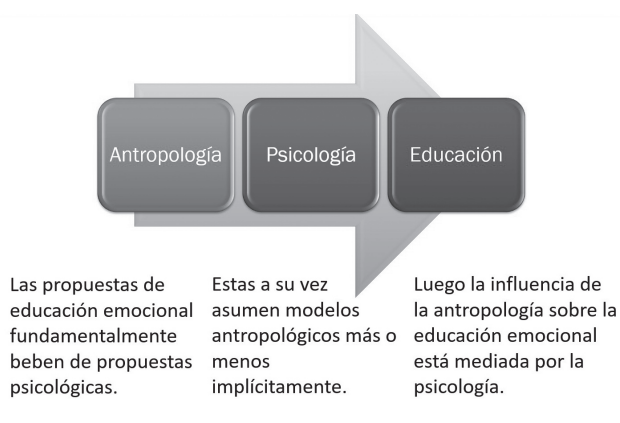 Antropología
Psicología
Educación
Las propuestas de
educación emocional
fundamentalmente
beben de propuestas
psicológicas.
Estas a su vez
asumen modelos
antropológicos más o
menos
implícitamente.
Luego la influencia de
la antropología sobre la
educación emocional
está mediada por la
psicología.